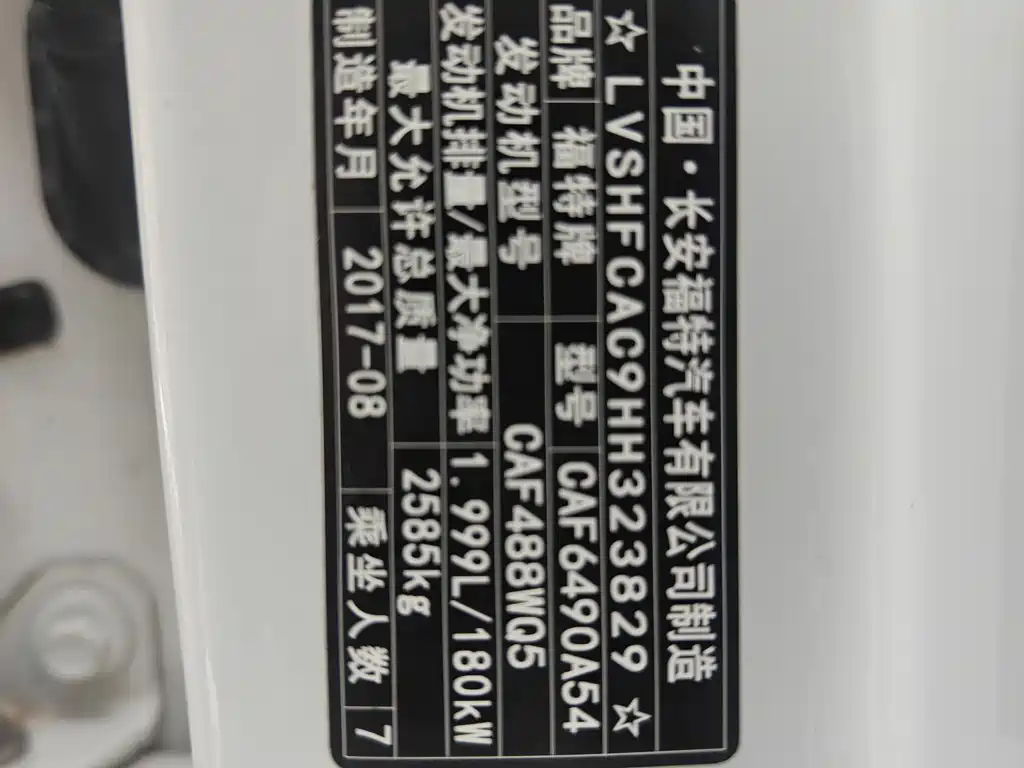 中国·长安福特汽车有限公司制造
☆ LVSHFCAC9HH323829 ☆
品牌 福特牌 型号 CAF6490A54
发动机型号 CAF488WQ5
发动机排量/最大净功率 1.999L/180kW
最大允许总质量 2585kg
制造年月 2017-08 乘坐人数 7